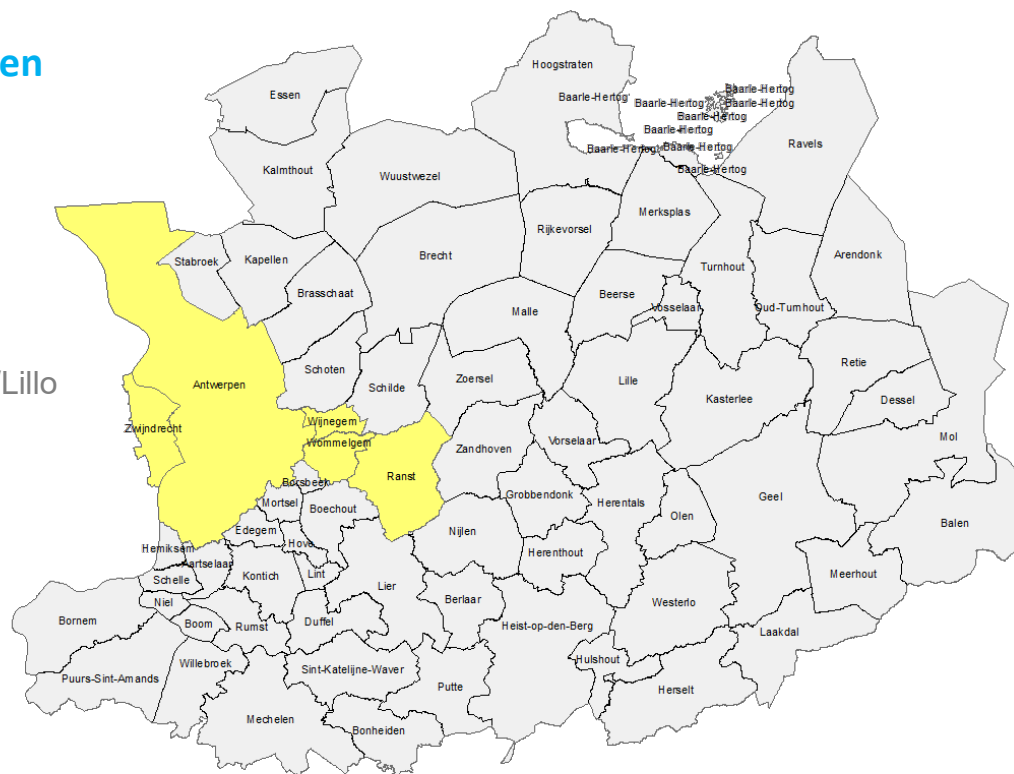 en
Hoogstraten
Essen
Baarle-Hertog
Baarle-Hertog
Baarle-Hertog
Baarle-Hertog
Baarle-Hertog
Baarle-Hertog
Baarle-Hertog
Baarle-Hertog
Baarle-Hertog
Ravels
Kalmthout
Wuustwezel
Merksplas
Rijkevorsel
Stabroek
Kapellen
Brecht
Arendonk
Turnhout
Brasschaat
Beerse
Vosselaar
Oud-Turnhout
Malle
Retie
Schoten
Schilde
Zoersel
Lille
Kasterlee
Dessel
/Lillo
Antwerpen
Zwijndrecht
Wijnegem
Wommelgem
Vorselaar
Mol
Zandhoven
Ranst
Borsbeek
Grobbendonk
Herentals
Geel
Mortsel
Boechout
Olen
Edegem
Nijlen
Balen
Hove
Hemiksem
Herenthout
Aartselaar
Kontich
Lint
Schelle
Lier
Meerhout
Niel
Berlaar
Westerlo
Bornem
Boom
Rumst
Duffel
Heist-op-den-Berg
Laakdal
Willebroek
Hulshout
Sint-Katelijne-Waver
Puurs-Sint-Amands
Putte
Herselt
Mechelen
Bonheiden